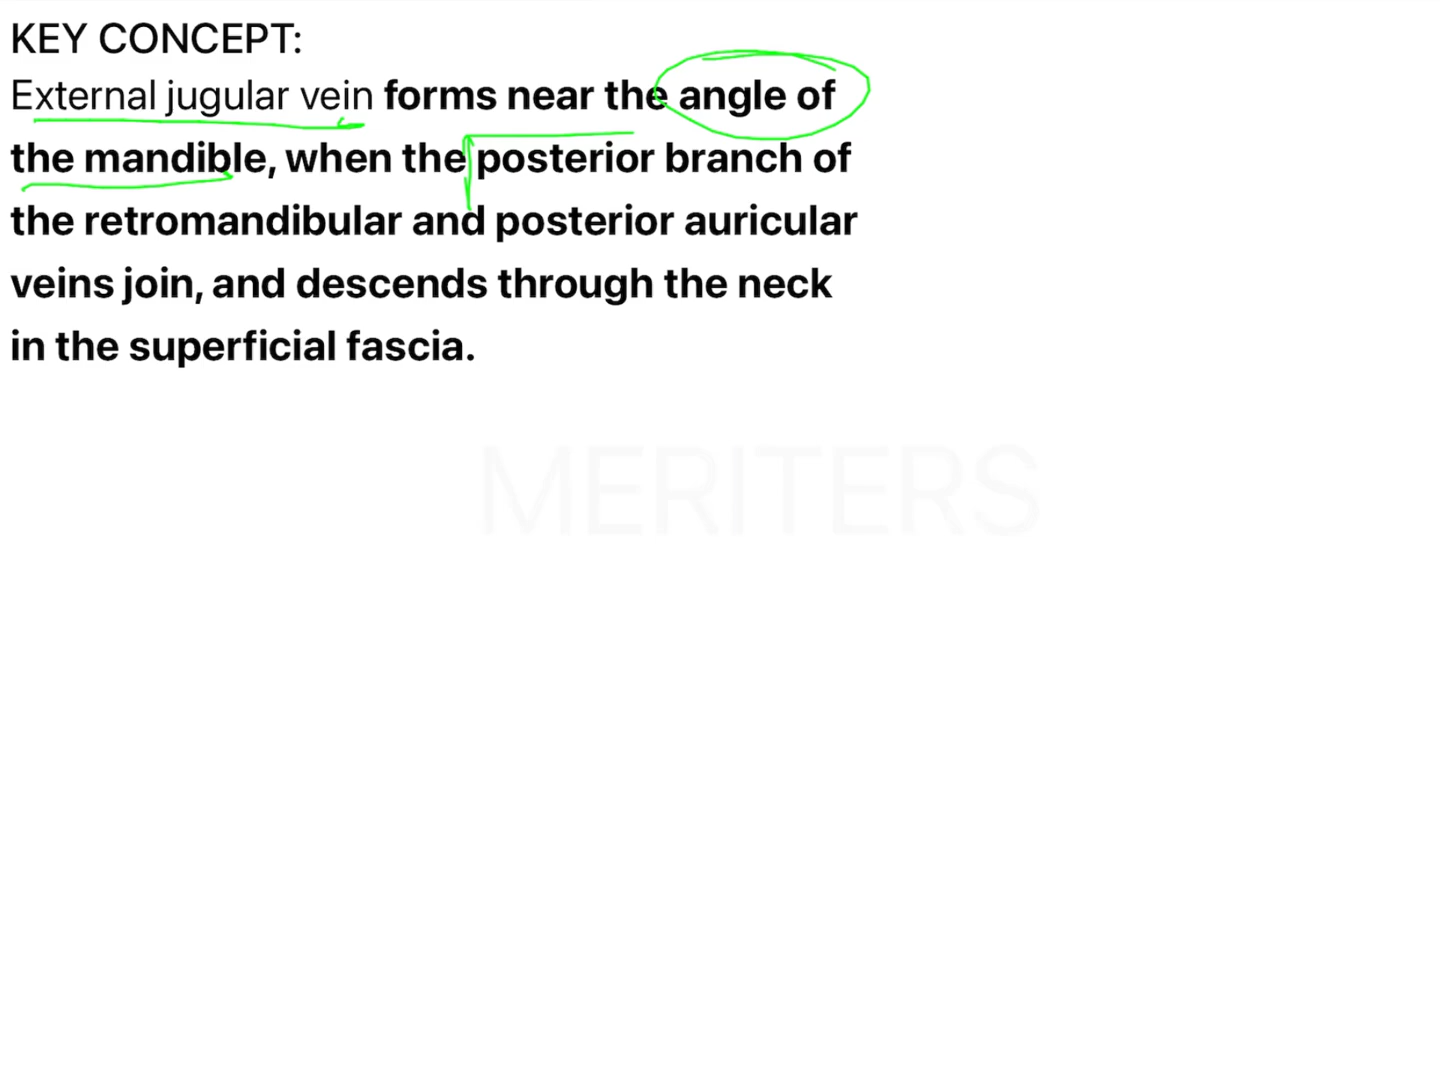 KEY CONCEPT:
External jugular vein forms near the angle of
the mandible, when the posterior branch of
the retromandibular and posterior auricular
veins join, and descends through the neck
in the superficial fascia.
MERITERS